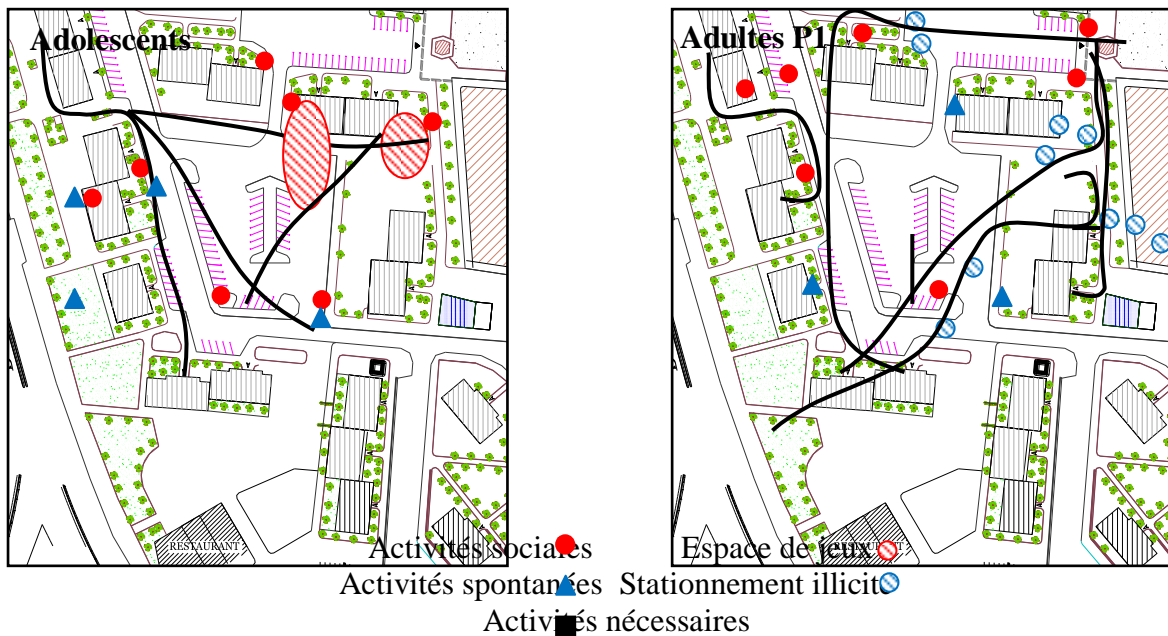 Adolescents
Adultes P1
RESTAURANT
Activités sociales
Espace de jeux
Activités spontanées
Stationnement illicite
Activités nécessaires